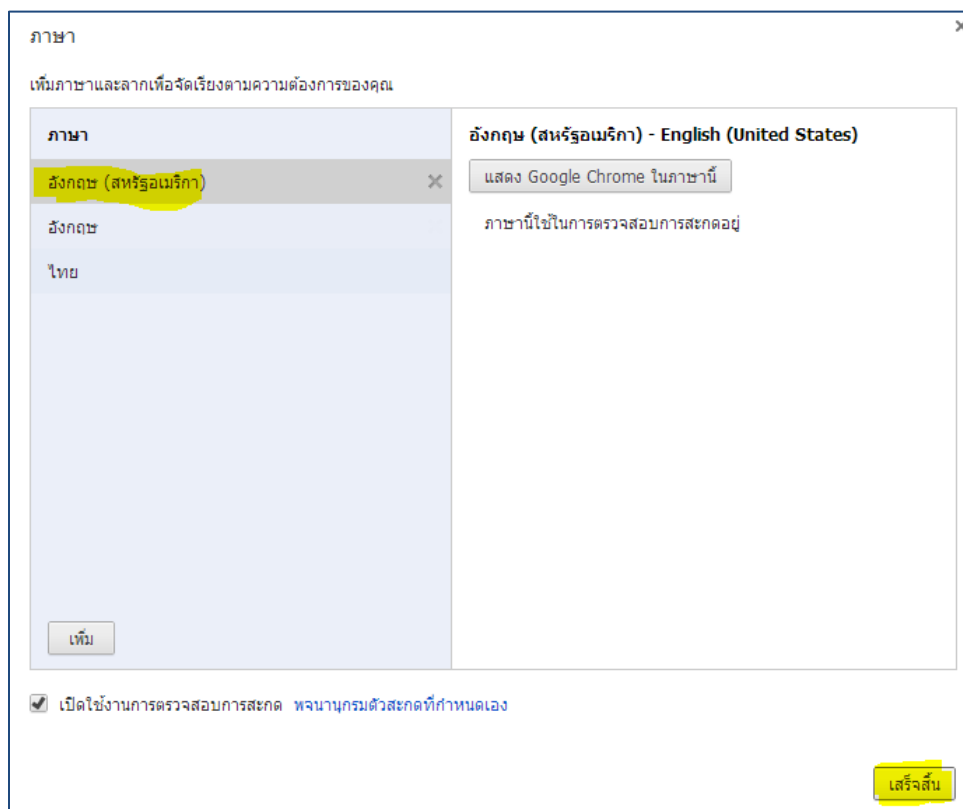 ภาษา
เพิ่มภาษาและลากเพื่อจัดเรียงตามความต้องการของคุณ
ภาษา
อังกฤษ (สหรัฐอเมริกา)
อังกฤษ
ไทย
เพิ่ม
อังกฤษ (สหรัฐอเมริกา) - English (United States)
แสดง Google Chrome ในภาษานี้
ภาษานี้ใช้ในการตรวจสอบการสะกดอยู่
เปิดใช้งานการตรวจสอบการสะกด พจนานุกรมตัวสะกดที่กำหนดเอง
เสร็จสิ้น